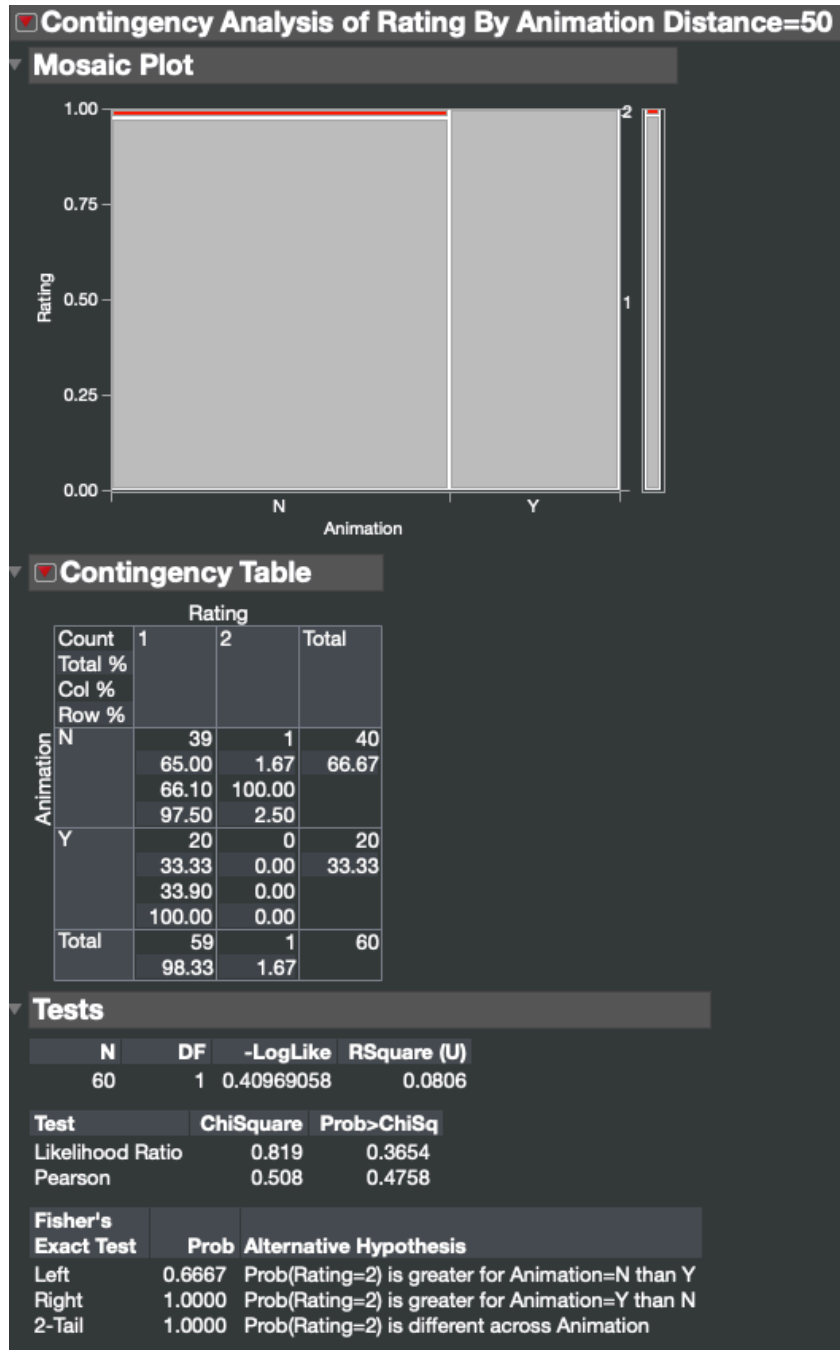 Contingency Analysis of Rating By Animation Distance=50
Mosaic Plot
1.00
0.75
0.50
0.25
0.00
Rating
2
1
N Y
Animation
Contingency Table
Rating
Count 1 2 Total
Total %
Col %
Row %
Animation
N 39 1 40
65.00 1.67 66.67
66.10 100.00
97.50 2.50
Y 20 0 20
33.33 0.00 33.33
33.90 0.00
100.00 0.00
Total 59 1 60
98.33 1.67
Tests
N DF -LogLike RSquare (U)
60 1 0.40969058 0.0806
Test ChiSquare Prob>ChiSq
Likelihood Ratio 0.819 0.3654
Pearson 0.508 0.4758
Fisher's
Exact Test Prob Alternative Hypothesis
Left 0.6667 Prob(Rating=2) is greater for Animation=N than Y
Right 1.0000 Prob(Rating=2) is greater for Animation=Y than N
2-Tail 1.0000 Prob(Rating=2) is different across Animation